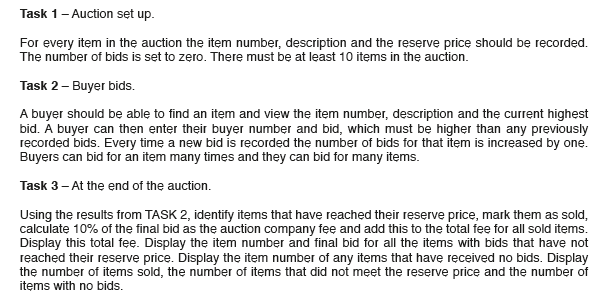 Task 1 – Auction set up.
For every item in the auction the item number, description and the reserve price should be recorded.
The number of bids is set to zero. There must be at least 10 items in the auction.
Task 2 – Buyer bids.
A buyer should be able to find an item and view the item number, description and the current highest
bid. A buyer can then enter their buyer number and bid, which must be higher than any previously
recorded bids. Every time a new bid is recorded the number of bids for that item is increased by one.
Buyers can bid for an item many times and they can bid for many items.
Task 3 – At the end of the auction.
Using the results from TASK 2, identify items that have reached their reserve price, mark them as sold,
calculate 10% of the final bid as the auction company fee and add this to the total fee for all sold items.
Display this total fee. Display the item number and final bid for all the items with bids that have not
reached their reserve price. Display the item number of any items that have received no bids. Display
the number of items sold, the number of items that did not meet the reserve price and the number of
items with no bids.